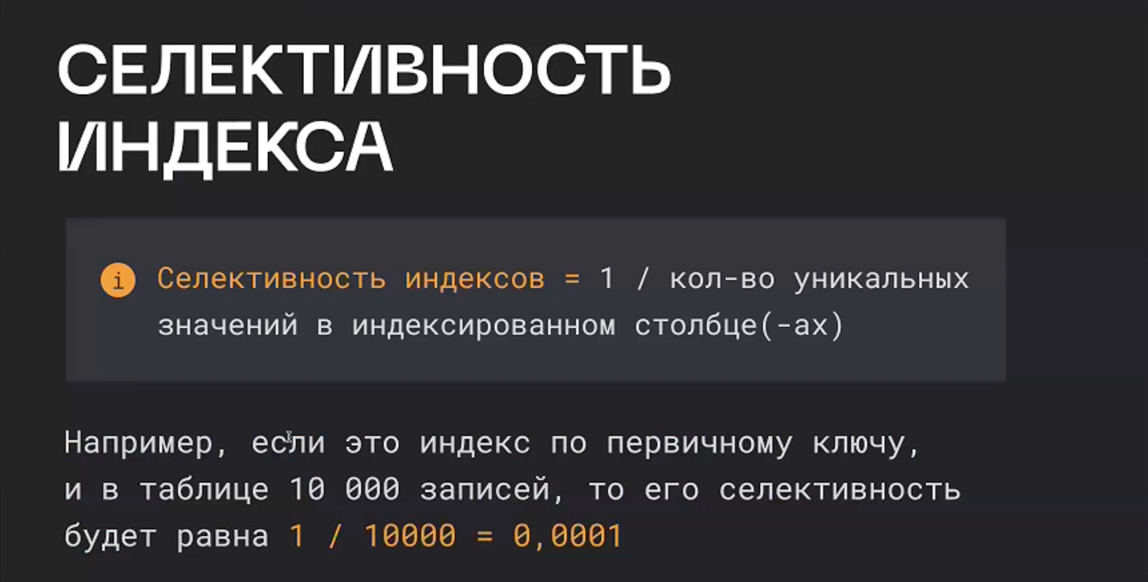 СЕЛЕКТИВНОСТЬ
ИНДЕКСА
i Селективность индексов = 1 / кол-во уникальных
значений в индексированном столбце(-ах)
Например, если это индекс по первичному ключу,
и в таблице 10 000 записей, то его селективность
будет равна 1 / 10000 = 0,0001